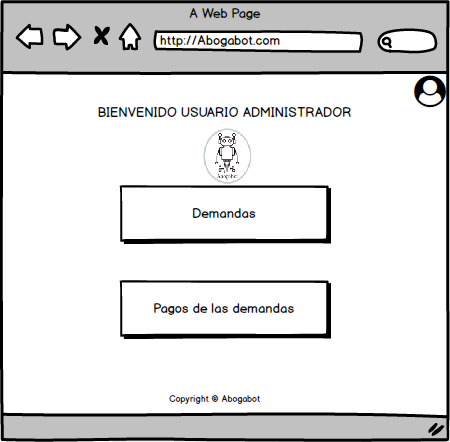 A Web Page
http://Abogabot.com
BIENVENIDO USUARIO ADMINISTRADOR
Abogabot
Demandas
Pagos de las demandas
Copyright © Abogabot